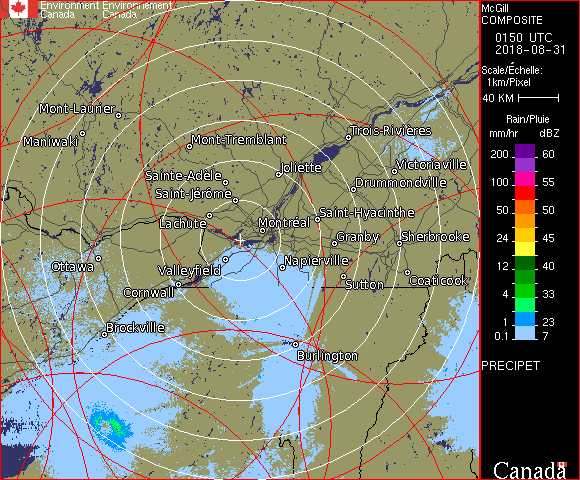 Environment Environnement
Canada Canada
McGill
COMPOSITE
0150 UTC
2018-08-31
Scale/Échelle:
1km/Pixel
40 KM
Rain/Pluie
mm/hr dBZ
200 60
100 55
50 50
24 45
12 40
4 33
1 23
0.1 7
PRECIPET
Canada
Mont-Laurier
Maniwaki
Mont-Tremblant
Trois-Rivières
Victoriaville
Joliette
Sainte-Adèle
Drummondville
Saint-Jérôme
Saint-Hyacinthe
Lachute
Montréal
Granby
Sherbrooke
Ottawa
Valleyfield
Napierville
Cornwall
Sutton
Coaticook
Brockville
Burlington